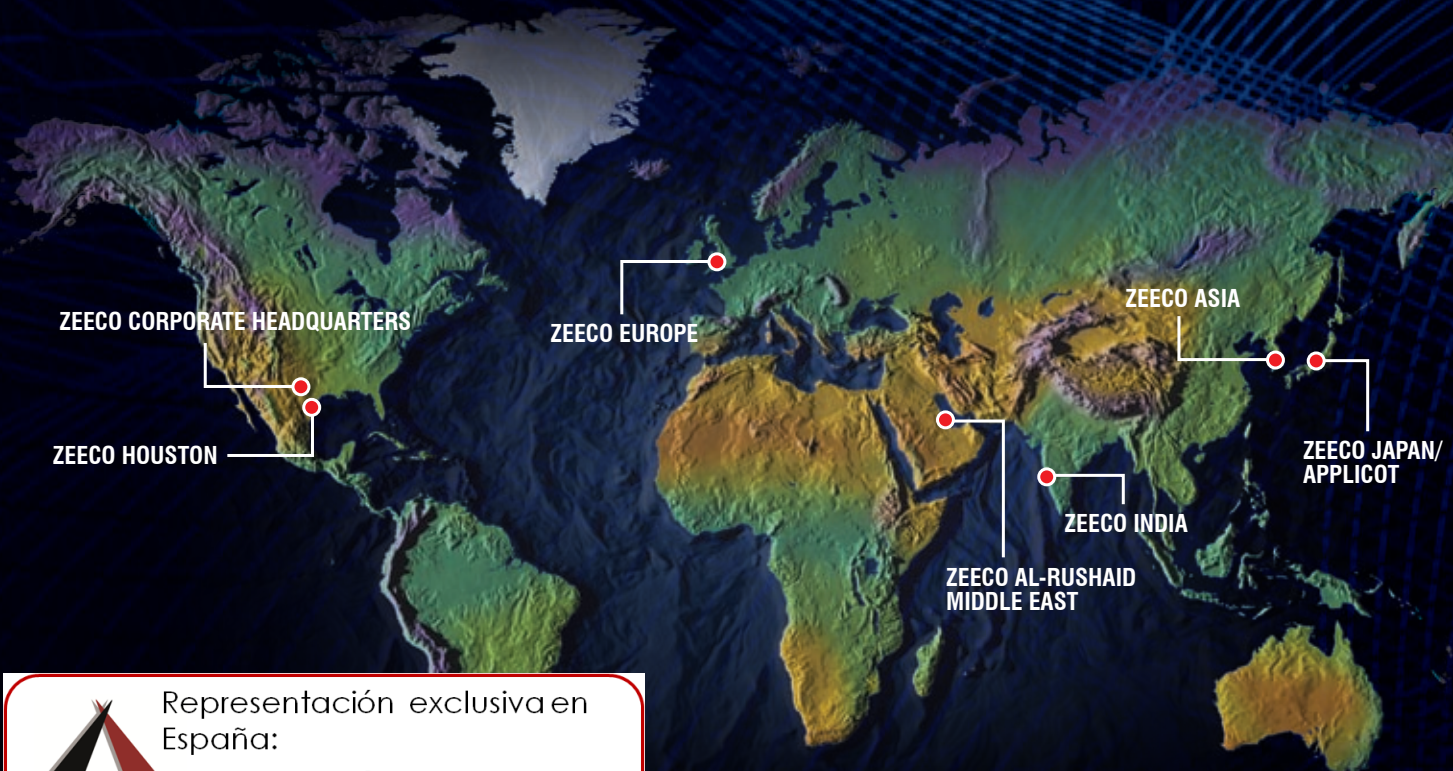 ZEECO CORPORATE HEADQUARTERS
ZEECO HOUSTON
ZEECO EUROPE
ZEECO ASIA
ZEECO JAPAN/
APPLICOT
ZEECO INDIA
ZEECO AL-RUSHAID
MIDDLE EAST
Representación exclusiva en
España: